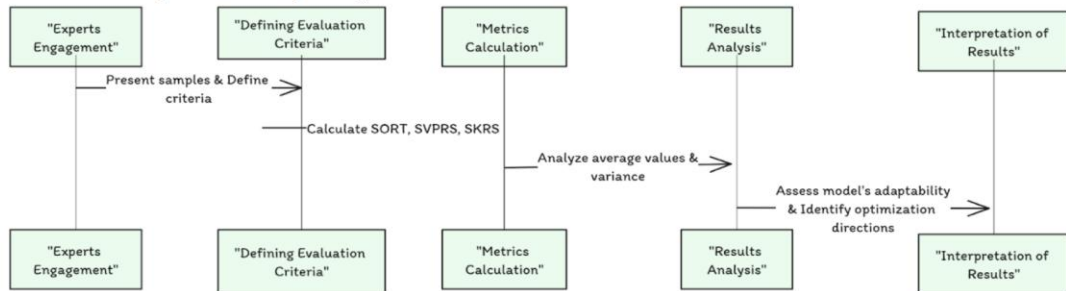 "Experts
Engagement"
"Defining Evaluation
Criteria"
"Metrics
Calculation"
"Results
Analysis"
"Interpretation of
Results"
Present samples & Define
criteria
Calculate SORT, SVPRS, SKRS
Analyze average values &
variance
Assess model's adaptability
& Identify optimization
directions
"Experts
Engagement"
"Defining Evaluation
Criteria"
"Metrics
Calculation"
"Results
Analysis"
"Interpretation of
Results"